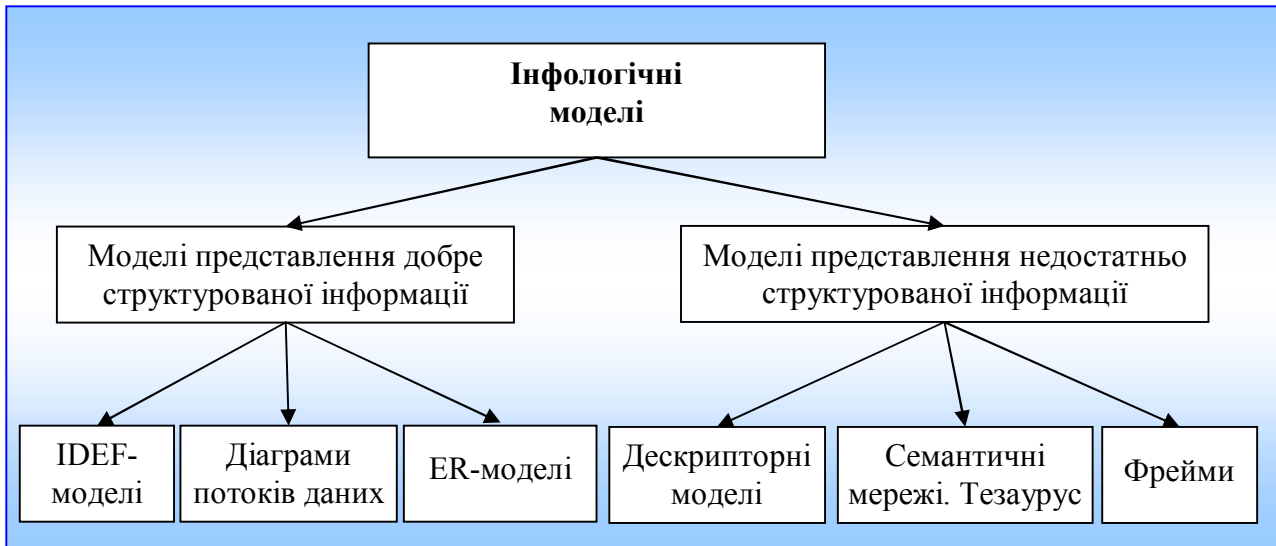 Інфологічні
моделі
Моделі представлення добре
структурованої інформації
Моделі представлення недостатньо
структурованої інформації
IDEF-
моделі
Діаграми
потоків даних
ER-моделі
Дескрипторні
моделі
Семантичні
мережі. Тезаурус
Фрейми